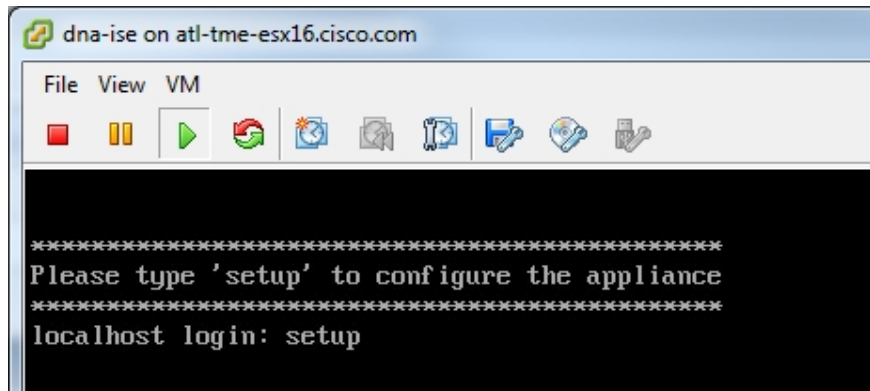 dna-ise on atl-tme-esx16.cisco.com
File View VM
***********************************************
Please type 'setup' to configure the appliance
***********************************************
localhost login: setup